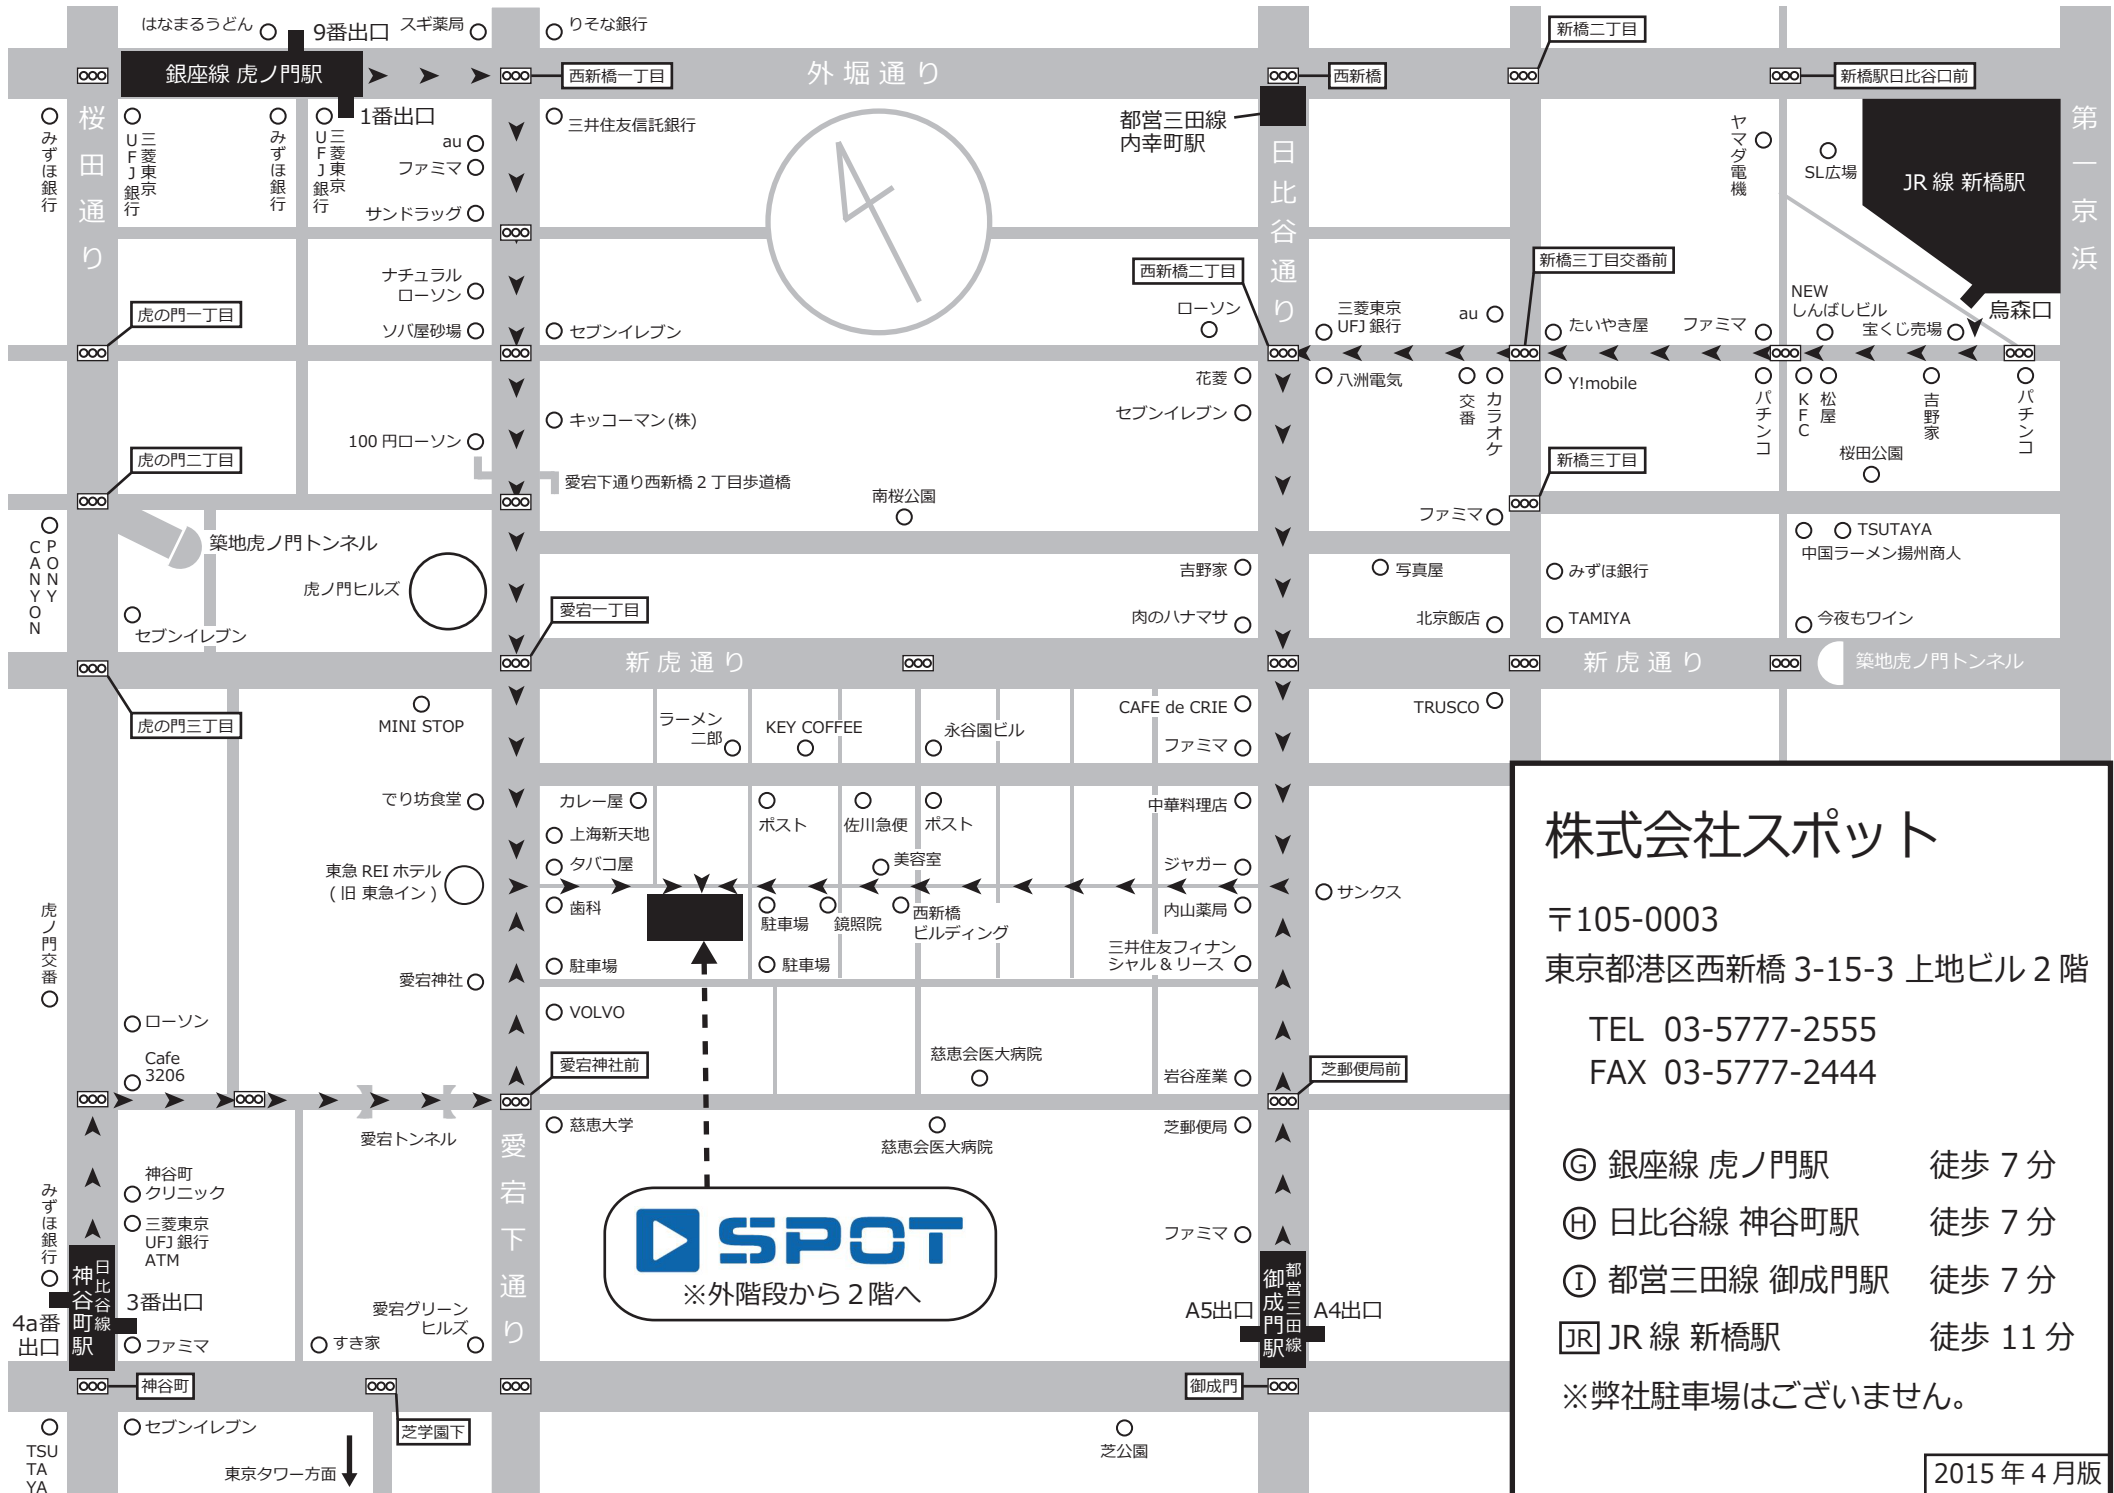 はなまるうどん
9番出口
スギ薬局
りそな銀行
新橋二丁目
銀座線 虎ノ門駅
西新橋一丁目
外堀通り
西新橋
新橋駅日比谷口前
桜田通り
みずほ銀行
三菱東京
UFJ銀行
みずほ銀行
三菱東京
UFJ銀行
1番出口
au
ファミマ
サンドラッグ
三井住友信託銀行
都営三田線
内幸町駅
日比谷通り
ヤマダ電機
SL広場
JR線 新橋駅
第一京浜
ナチュラル
ローソン
ソバ屋砂場
セブンイレブン
虎の門一丁目
西新橋二丁目
ローソン
三菱東京
UFJ銀行
au
新橋三丁目交番前
たいやき屋
ファミマ
NEW
しんばしビル
宝くじ売場
烏森口
花菱
セブンイレブン
八洲電気
交番
カラオケ
Y!mobile
パチンコ
KFC
松屋
吉野家
パチンコ
桜田公園
キッコーマン(株)
100円ローソン
虎の門二丁目
愛宕下通り西新橋2丁目歩道橋
南桜公園
新橋三丁目
ファミマ
PONY
CANYON
築地虎ノ門トンネル
虎ノ門ヒルズ
セブンイレブン
愛宕一丁目
吉野家
肉のハナマサ
写真屋
北京飯店
みずほ銀行
TAMIYA
TSUTAYA
中国ラーメン揚州商人
今夜もワイン
新虎通り
新虎通り
築地虎ノ門トンネル
虎の門三丁目
MINI STOP
ラーメン
二郎
KEY COFFEE
永谷園ビル
CAFE de CRIE
ファミマ
TRUSCO
でり坊食堂
カレー屋
上海新天地
タバコ屋
ポスト
佐川急便
ポスト
美容室
中華料理店
ジャガー
東急REIホテル
(旧 東急イン)
歯科
駐車場
鏡照院
西新橋
ビルディング
内山薬局
サンクス
虎ノ門交番
愛宕神社
駐車場
駐車場
三井住友フィナン
シャル&リース
ローソン
Cafe
3206
VOLVO
愛宕神社前
慈恵会医大病院
岩谷産業
芝郵便局前
愛宕トンネル
慈恵大学
慈恵会医大病院
芝郵便局
愛宕下通り
神谷町
クリニック
みずほ銀行
三菱東京
UFJ銀行
ATM
日比谷線
神谷町駅
3番出口
4a番
出口
ファミマ
すき家
愛宕グリーン
ヒルズ
SPOT
※外階段から2階へ
ファミマ
都営三田線
御成門駅
A5出口
A4出口
神谷町
御成門
セブンイレブン
芝学園下
TSU
TA
YA
東京タワー方面
芝公園
株式会社スポット
〒105-0003
東京都港区西新橋3-15-3 上地ビル2階
TEL 03-5777-2555
FAX 03-5777-2444
G 銀座線 虎ノ門駅 徒歩 7分
H 日比谷線 神谷町駅 徒歩 7分
I 都営三田線 御成門駅 徒歩 7分
JR JR線 新橋駅 徒歩 11分
※弊社駐車場はございません。
2015年4月版